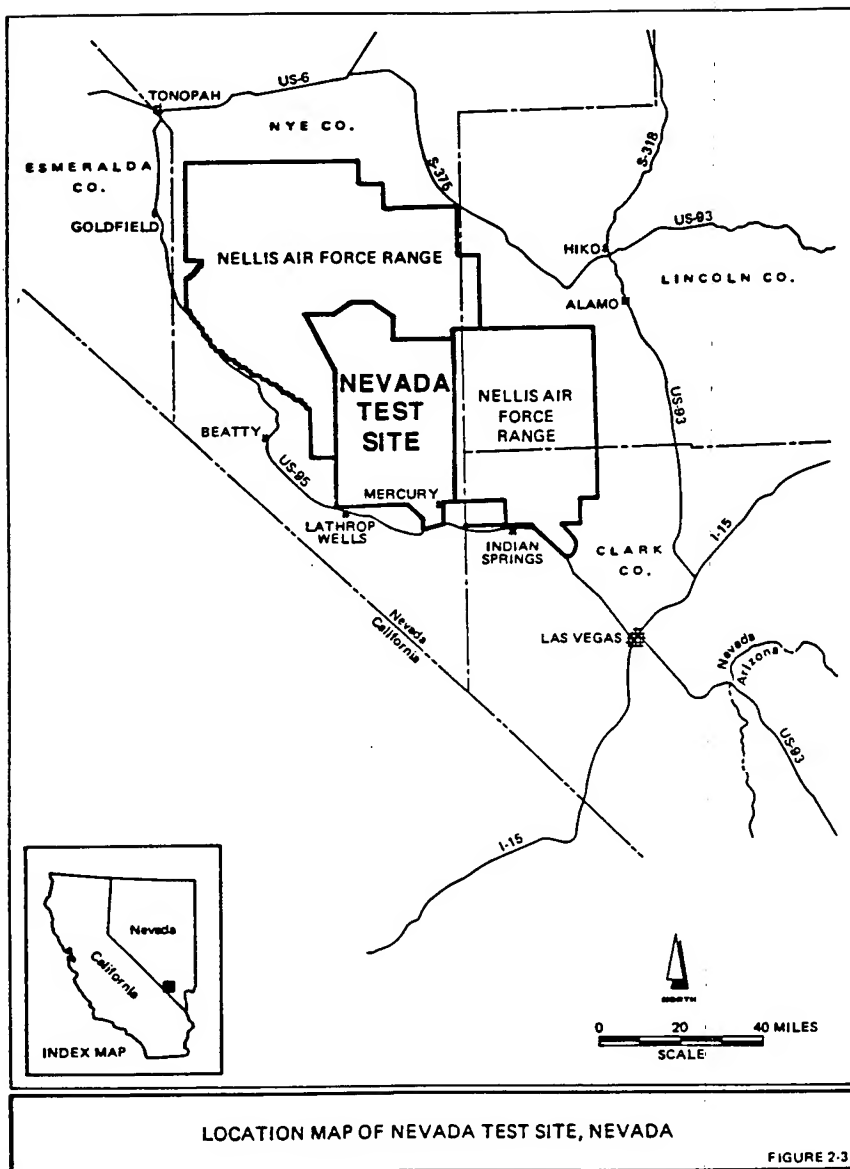 US-6
TONOPAH
NYE CO.
ESMERALDA
CO.
S-375
S-318
GOLDFIELD
US-93
HIKO
NELLIS AIR FORCE RANGE
LINCOLN CO.
ALAMO
NEVADA
TEST
SITE
NELLIS AIR
FORCE
RANGE
US-93
BEATTY
US-95
MERCURY
LATHROP
WELLS
INDIAN
SPRINGS
CLARK
CO.
I-15
Nevada
California
LAS VEGAS
Nevada
Arizona
US-93
I-15
Nevada
California
INDEX MAP
NORTH
0 20 40 MILES
SCALE
LOCATION MAP OF NEVADA TEST SITE, NEVADA
FIGURE 2-3